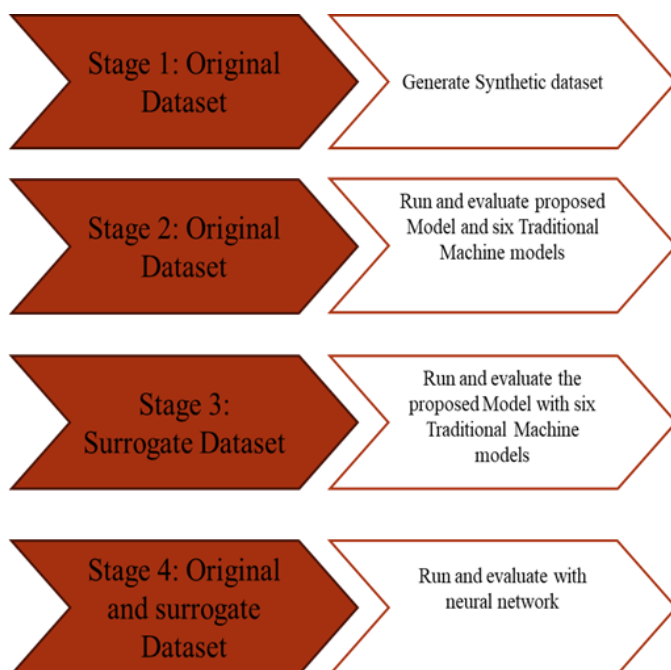 Stage 1: Original
Dataset
Generate Synthetic dataset
Stage 2: Original
Dataset
Run and evaluate proposed
Model and six Traditional
Machine models
Stage 3:
Surrogate Dataset
Run and evaluate the
proposed Model with six
Traditional Machine
models
Stage 4: Original
and surrogate
Dataset
Run and evaluate with
neural network